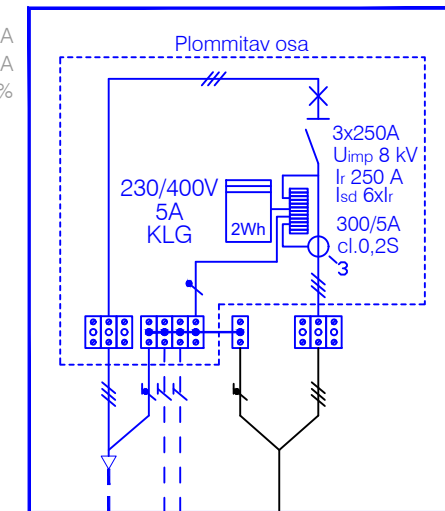 A
A
%
Plommitav osa
3x250A
Uimp 8 kV
Ir 250 A
Isd 6xIr
230/400V
5A
KLG
2Wh
300/5A
cl.0,2S
3